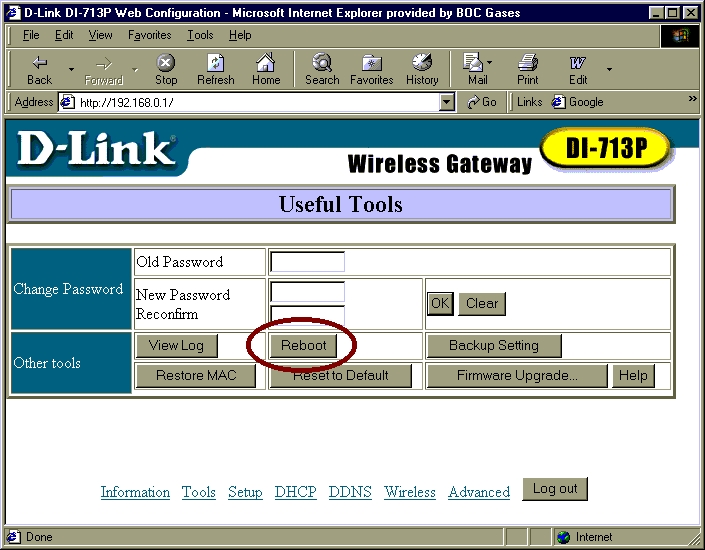 D-Link DI-713P Web Configuration - Microsoft Internet Explorer provided by BOC Gases
File Edit View Favorites Tools Help
Back Forward Stop Refresh Home Search Favorites History Mail Print Edit
Address http://192.168.0.1/ Go Links Google »
D-Link Wireless Gateway DI-713P
Useful Tools
Change Password
Old Password
New Password
Reconfirm
OK Clear
Other tools
View Log Reboot Backup Setting
Restore MAC Reset to Default Firmware Upgrade... Help
Information Tools Setup DHCP DDNS Wireless Advanced Log out
Done Internet